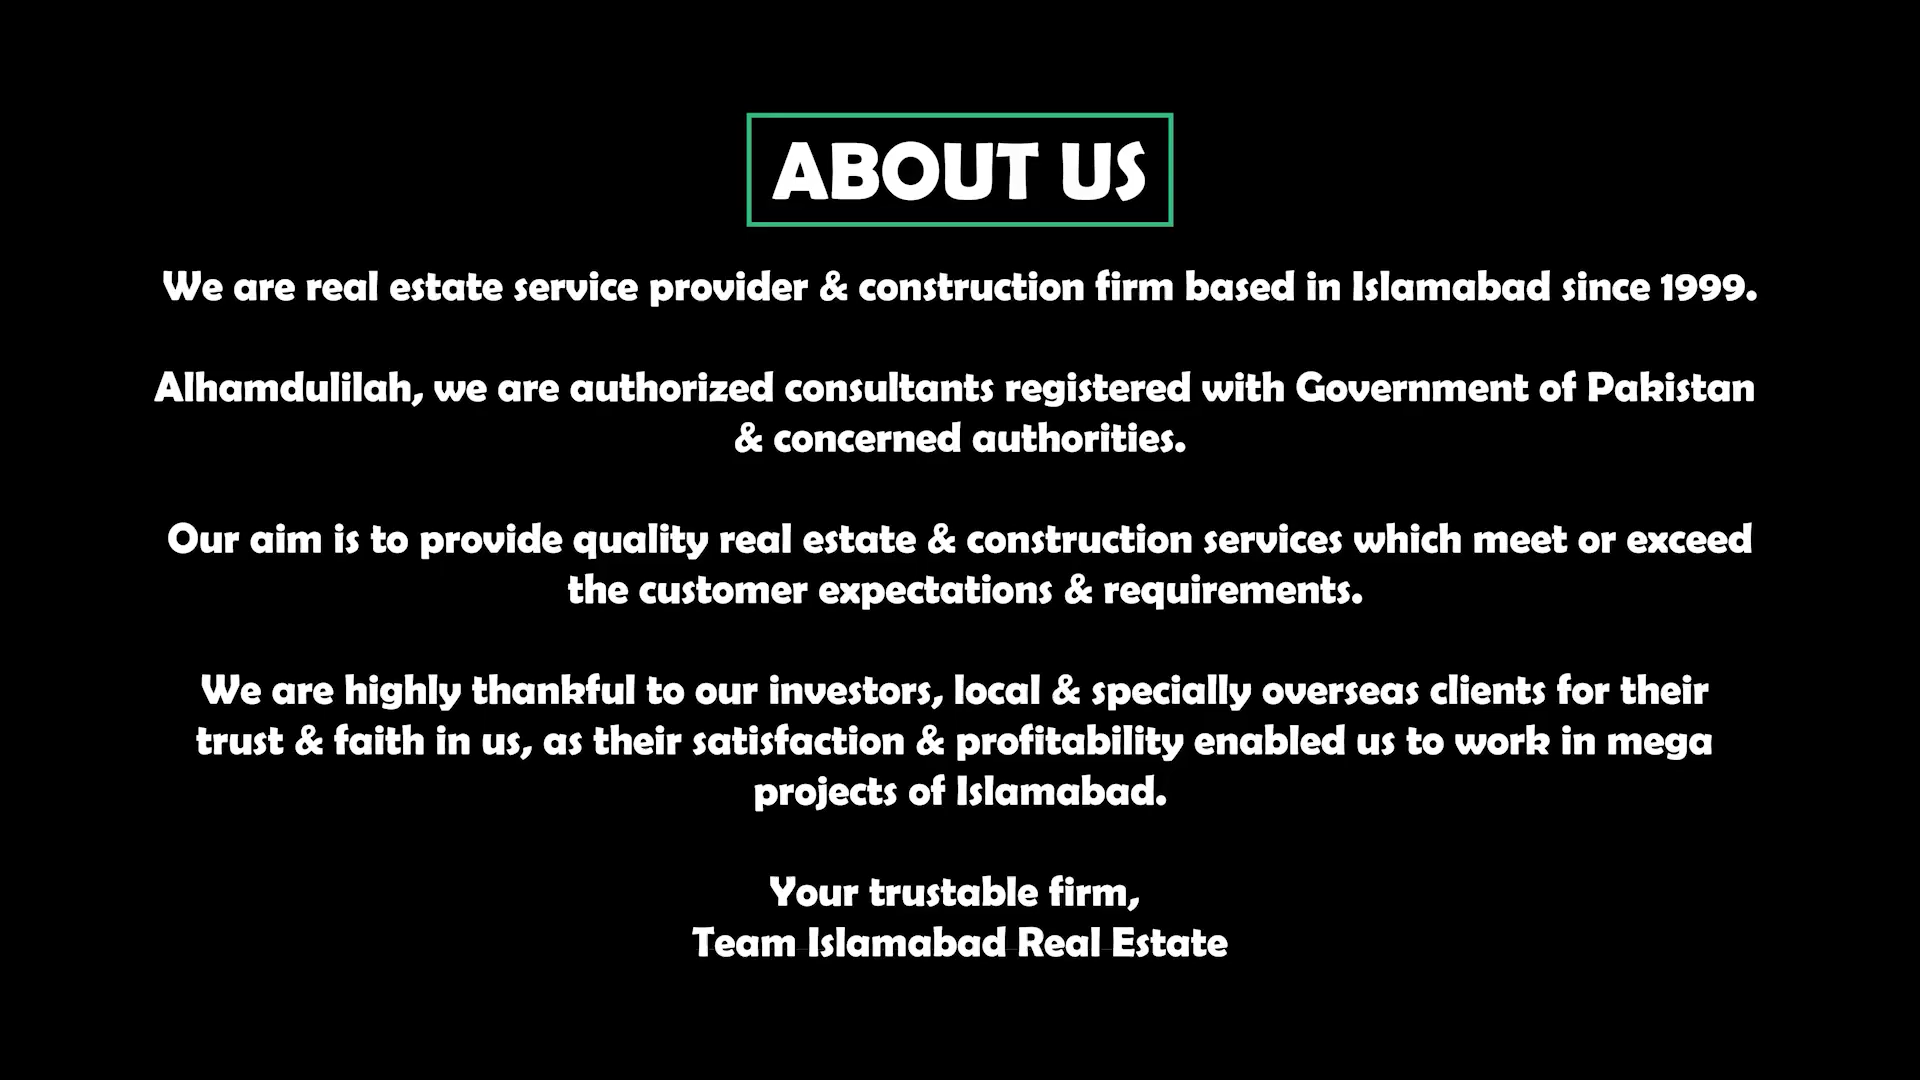 ABOUT US
We are real estate service provider & construction firm based in Islamabad since 1999.
Alhamdulilah, we are authorized consultants registered with Government of Pakistan
& concerned authorities.
Our aim is to provide quality real estate & construction services which meet or exceed
the customer expectations & requirements.
We are highly thankful to our investors, local & specially overseas clients for their
trust & faith in us, as their satisfaction & profitability enabled us to work in mega
projects of Islamabad.
Your trustable firm,
Team Islamabad Real Estate